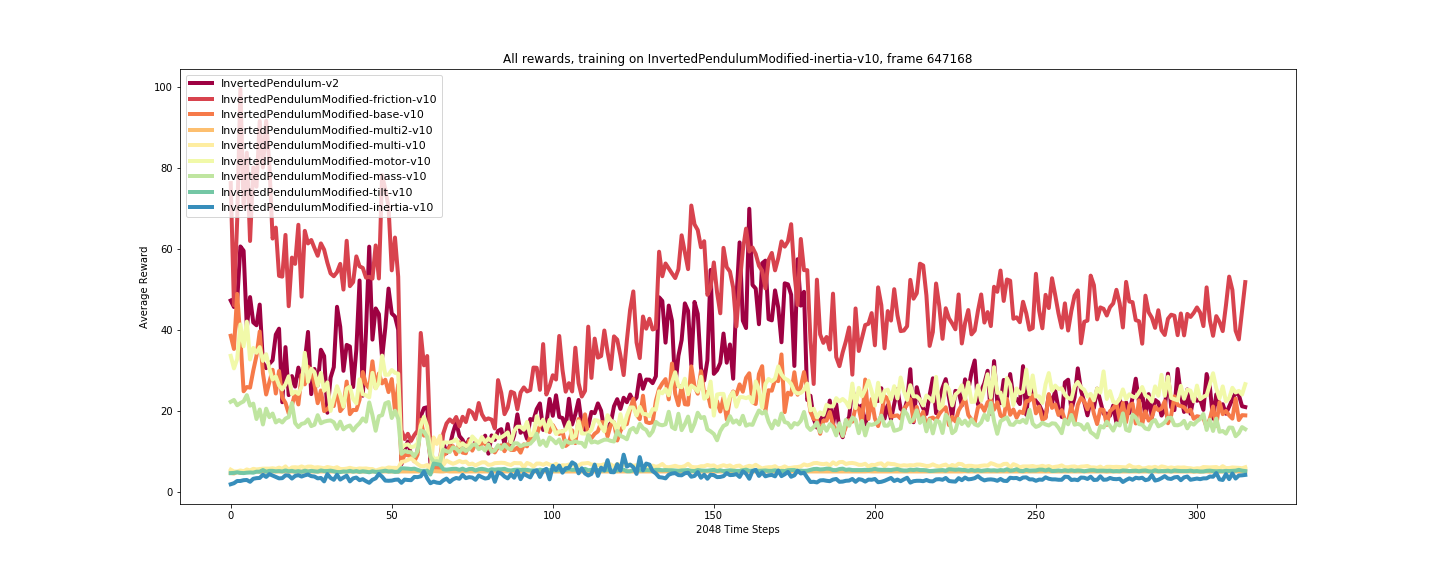 All rewards, training on InvertedPendulumModified-inertia-v10, frame 647168
InvertedPendulum-v2
InvertedPendulumModified-friction-v10
InvertedPendulumModified-base-v10
InvertedPendulumModified-multi2-v10
InvertedPendulumModified-multi-v10
InvertedPendulumModified-motor-v10
InvertedPendulumModified-mass-v10
InvertedPendulumModified-tilt-v10
InvertedPendulumModified-inertia-v10
Average Reward
100
80
60
40
20
0
0 50 100 150 200 250 300
2048 Time Steps